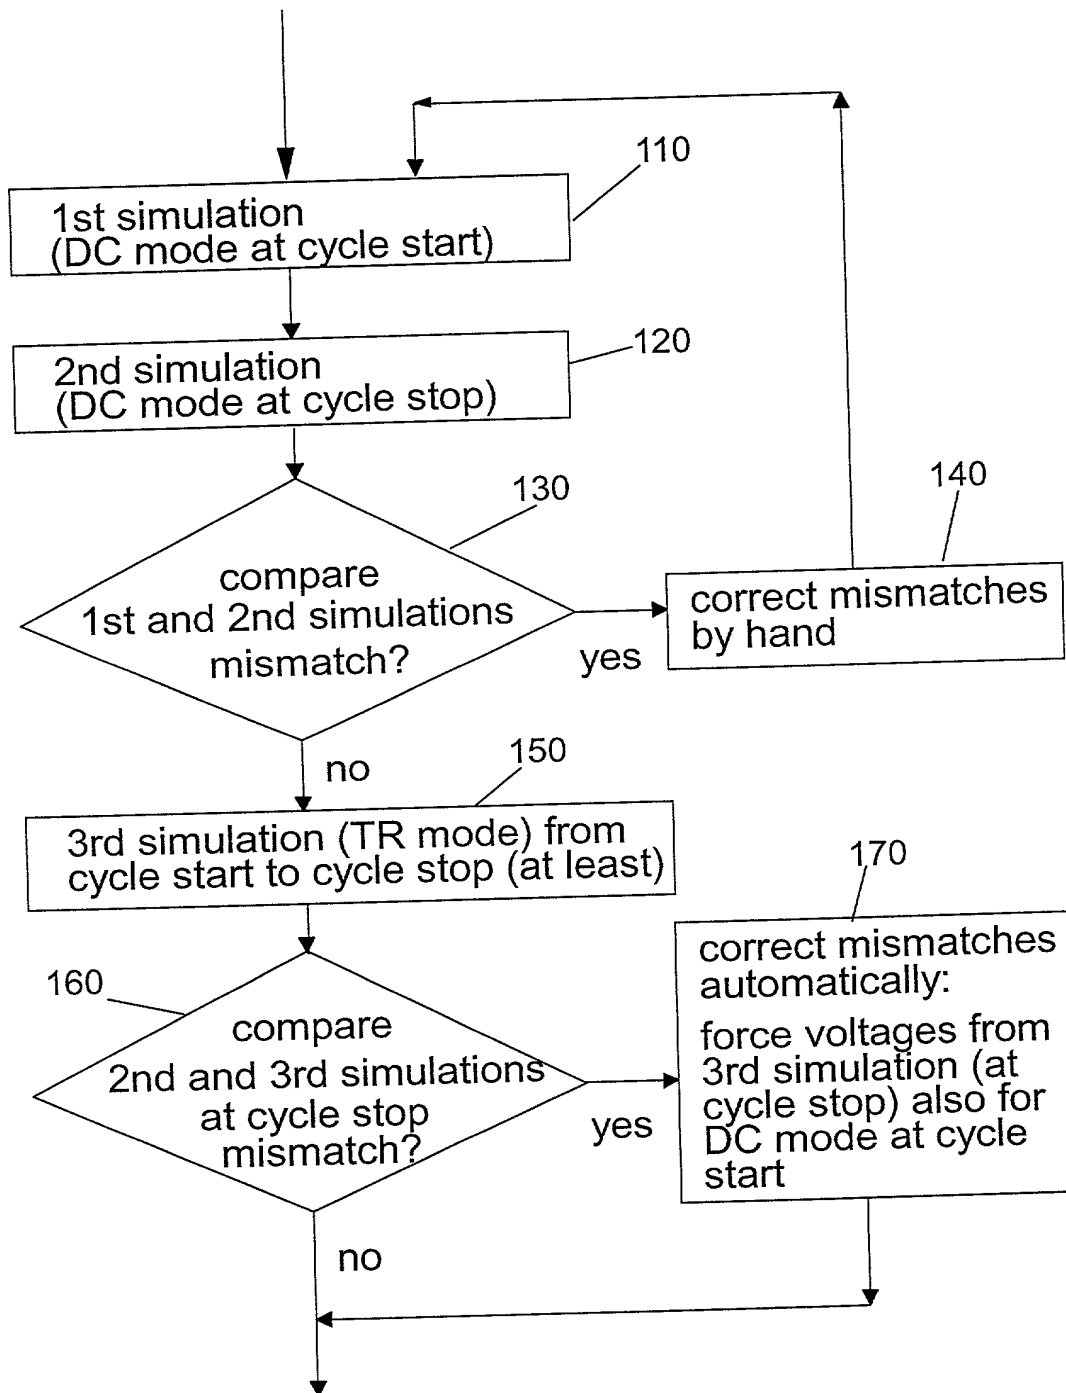 110
1st simulation
(DC mode at cycle start)
120
2nd simulation
(DC mode at cycle stop)
130
140
compare
1st and 2nd simulations
mismatch?
yes
correct mismatches
by hand
no
150
3rd simulation (TR mode) from
cycle start to cycle stop (at least)
160
170
compare
2nd and 3rd simulations
at cycle stop
mismatch?
yes
correct mismatches
automatically:
force voltages from
3rd simulation (at
cycle stop) also for
DC mode at cycle
start
no